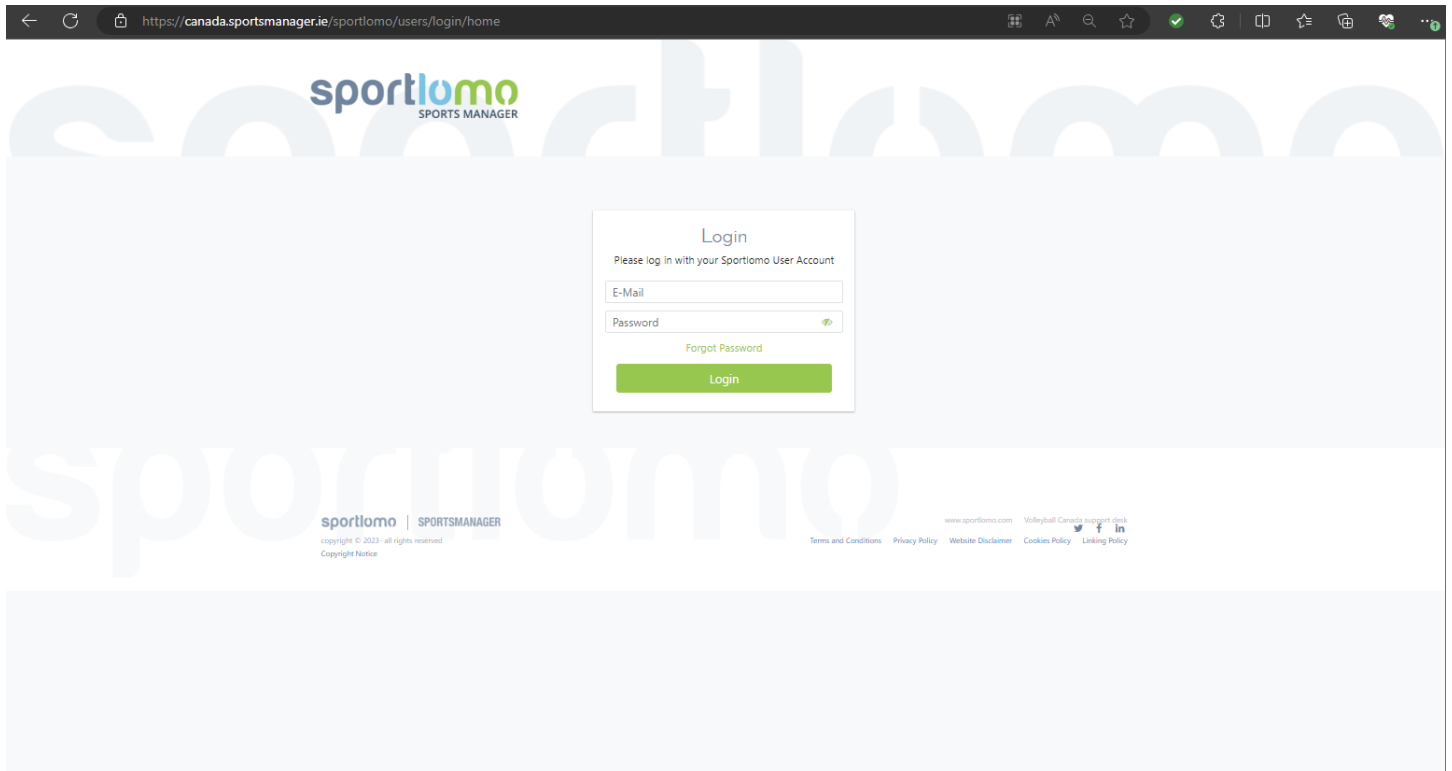 https://canada.sportsmanager.ie/sportlomo/users/login/home
sportlomo
sportlomo
SPORTS MANAGER
Login
Please log in with your Sportlomo User Account
E-Mail
Password
Forgot Password
Login
sportlomo
sportlomo | SPORTSMANAGER
www.sportlomo.com Volleyball Canada support desk
copyright © 2023- all rights reserved
Terms and Conditions Privacy Policy Website Disclaimer Cookies Policy Linking Policy
Copyright Notice